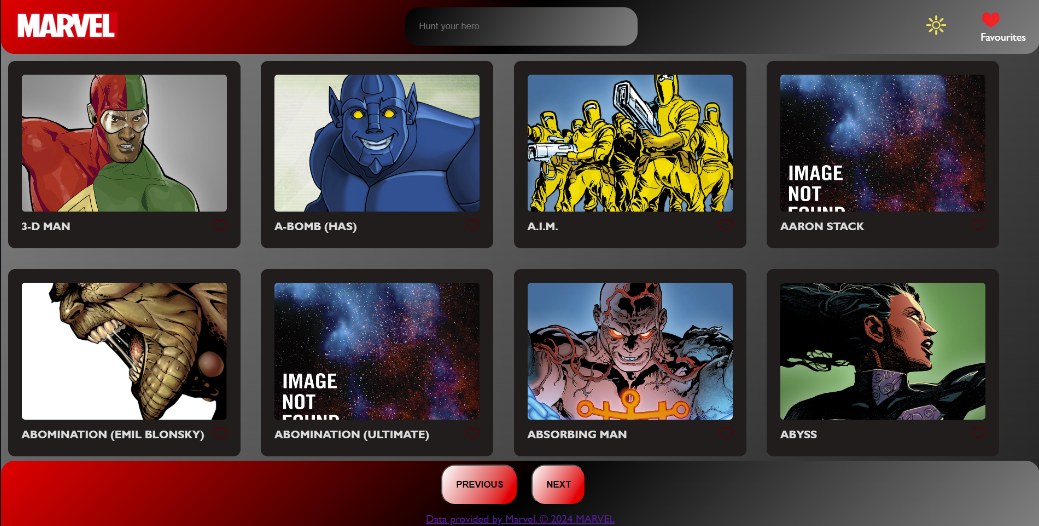 MARVEL
Hunt your hero
Favourites
3-D MAN
A-BOMB (HAS)
A.I.M.
IMAGE
NOT
FOUND
AARON STACK
ABOMINATION (EMIL BLONSKY)
IMAGE
NOT
FOUND
ABOMINATION (ULTIMATE)
ABSORBING MAN
ABYSS
PREVIOUS
NEXT
Data provided by Marvel. © 2024 MARVEL